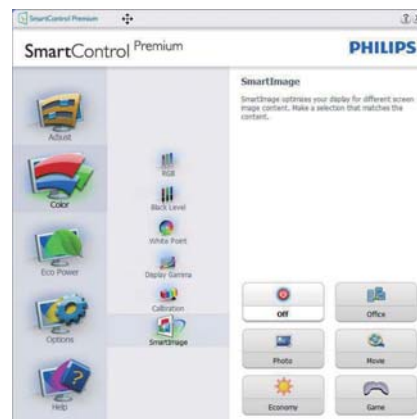 SmartControl Premium
SmartControl Premium
PHILIPS
Adjust
Color
Eco Power
Options
Help
RGB
Black Level
White Point
Display Gamma
Calibration
SmartImage
SmartImage
SmartImage optimizes your display for different screen
image content. Make a selection that matches the
content.
Off
Office
Photo
Movie
Economy
Game